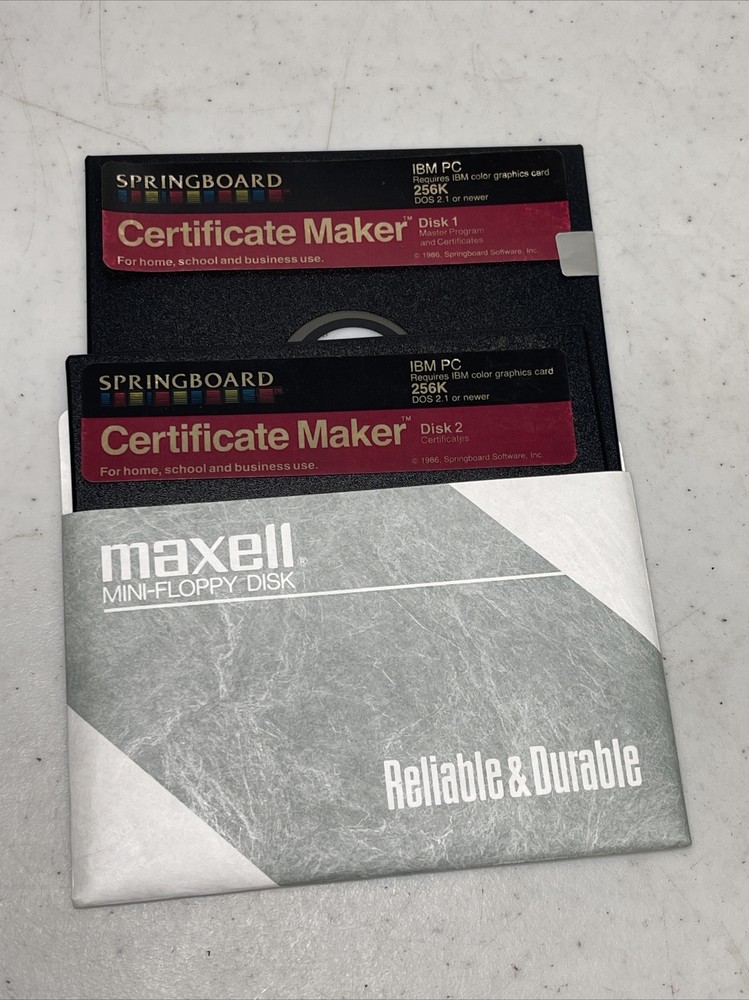 SPRINGBOARD™
IBM PC
Requires IBM color graphics card
256K
DOS 2.1 or newer
Certificate Maker™
Disk 1
Master Program
and Certificates
For home, school and business use.
© 1986, Springboard Software, Inc.
SPRINGBOARD™
IBM PC
Requires IBM color graphics card
256K
DOS 2.1 or newer
Certificate Maker™
Disk 2
Certificates
For home, school and business use.
© 1986, Springboard Software, Inc.
maxell®
MINI-FLOPPY DISK
Reliable & Durable